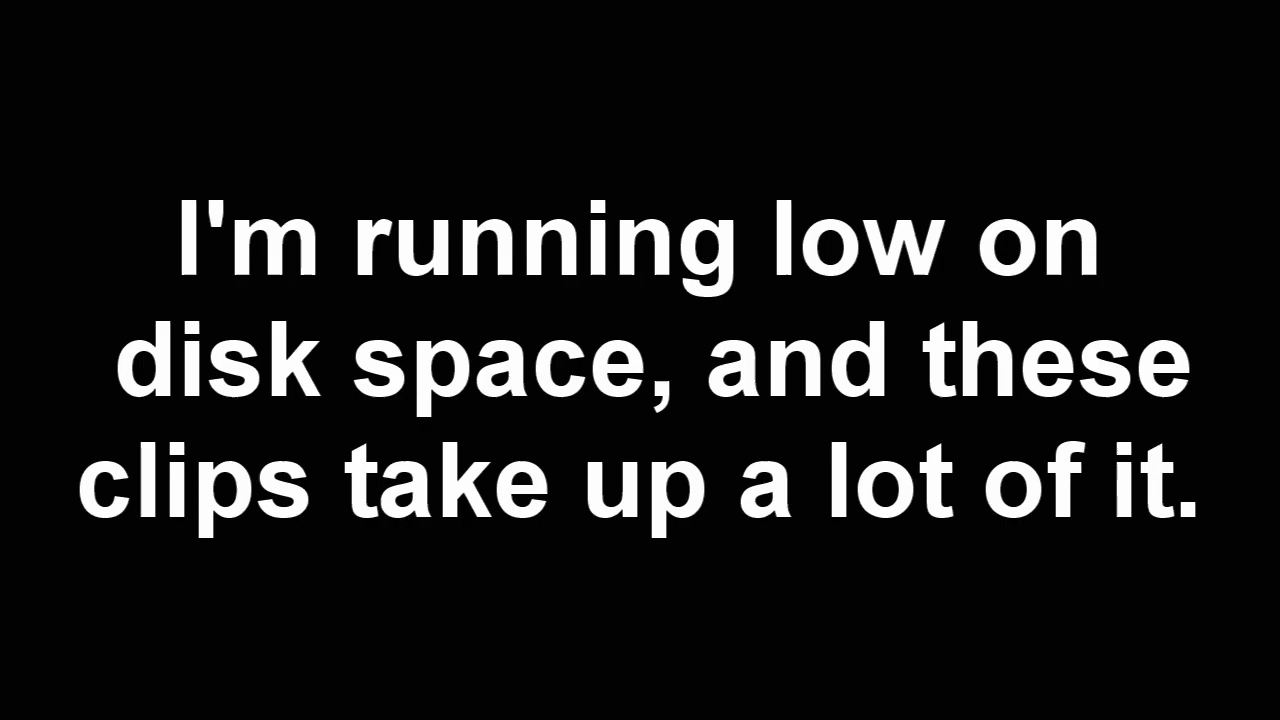 I'm running low on
disk space, and these
clips take up a lot of it.